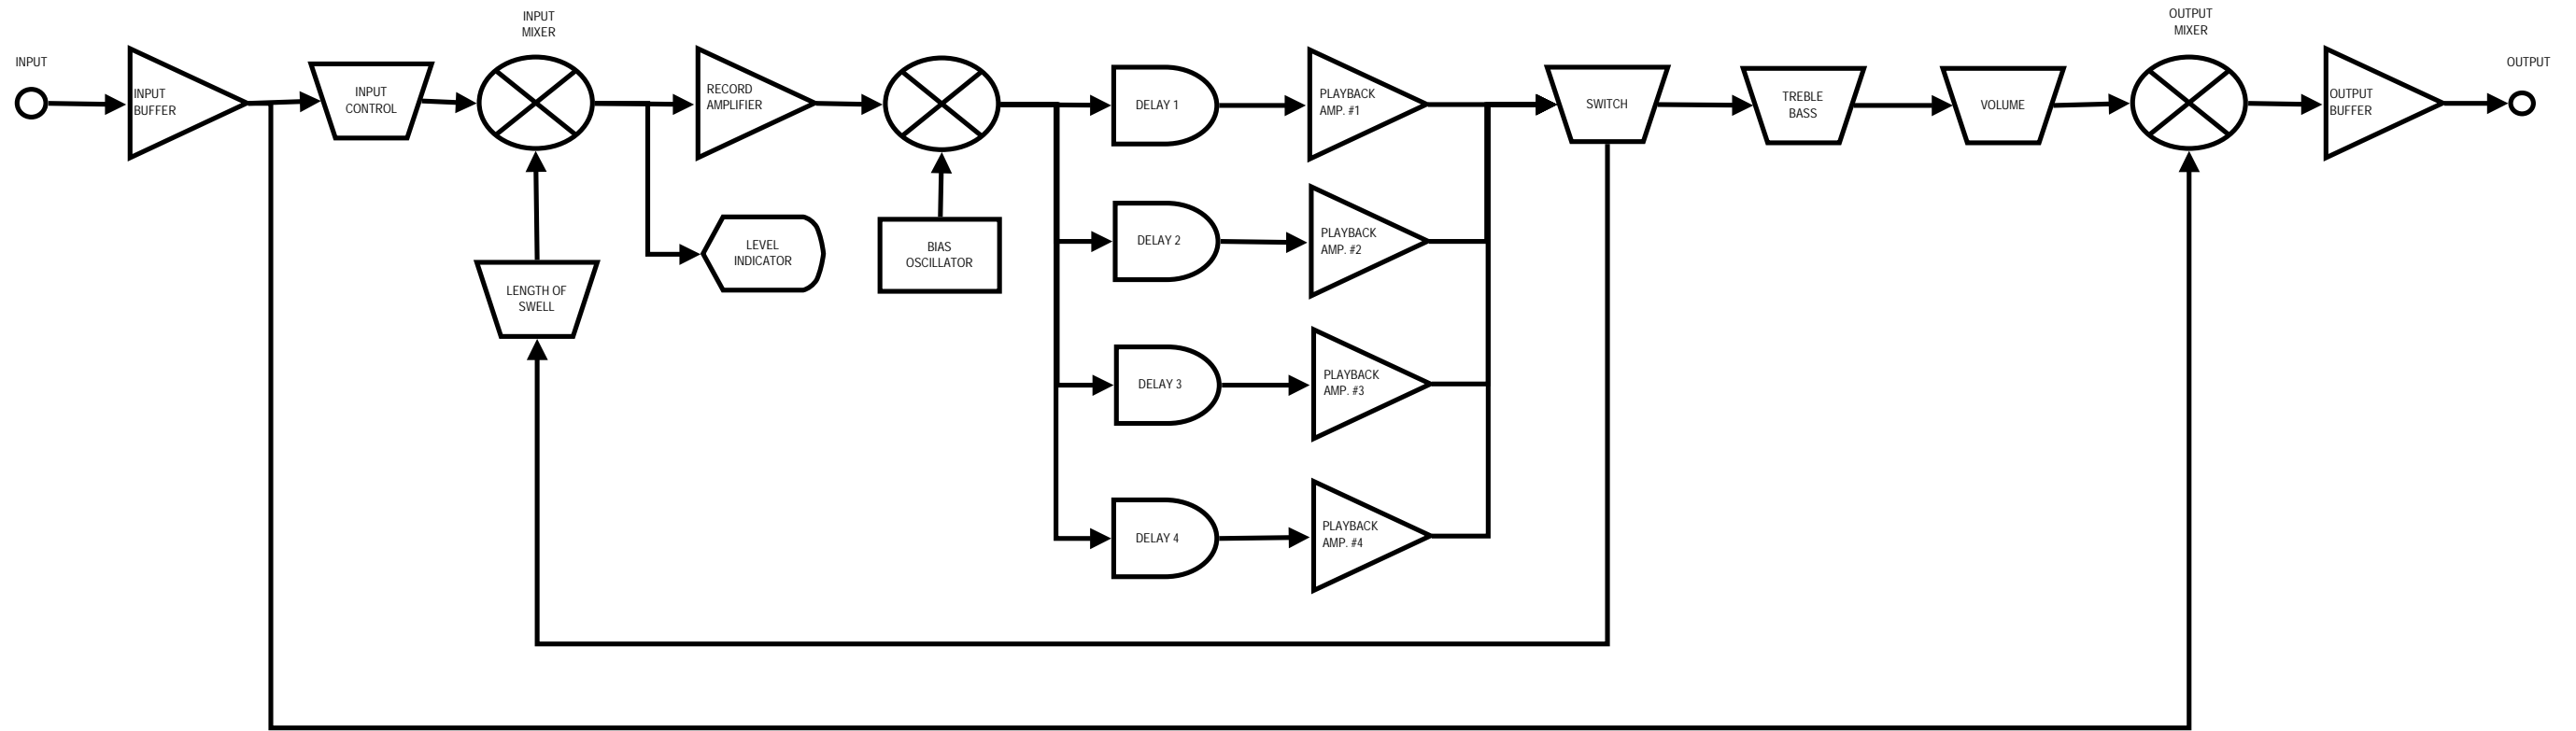 INPUT
INPUT
BUFFER
INPUT
CONTROL
INPUT
MIXER
LENGTH OF
SWELL
RECORD
AMPLIFIER
LEVEL
INDICATOR
BIAS
OSCILLATOR
DELAY 1
DELAY 2
DELAY 3
DELAY 4
PLAYBACK
AMP. #1
PLAYBACK
AMP. #2
PLAYBACK
AMP. #3
PLAYBACK
AMP. #4
SWITCH
TREBLE
BASS
VOLUME
OUTPUT
MIXER
OUTPUT
BUFFER
OUTPUT